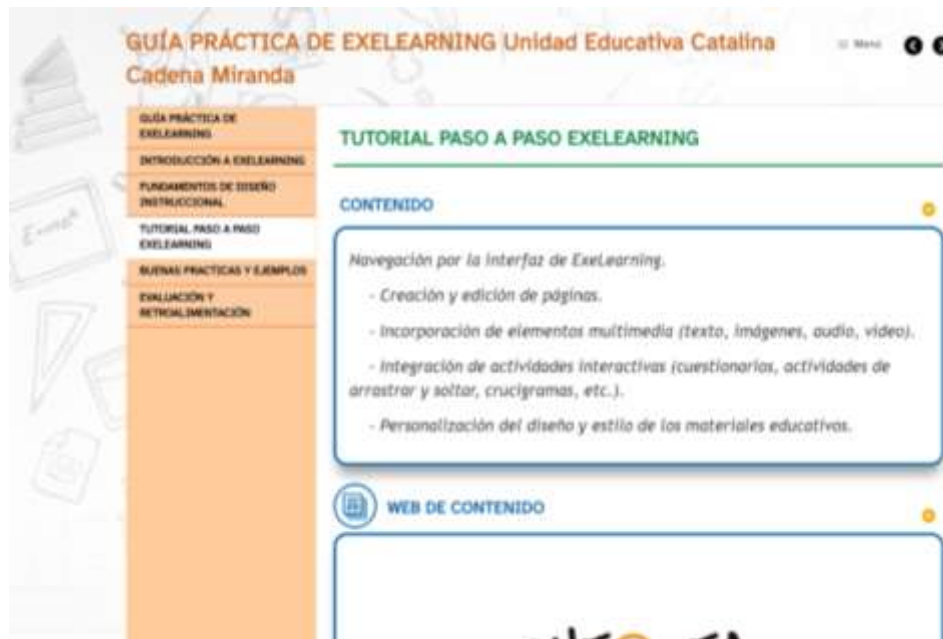 GUÍA PRÁCTICA DE EXELEARNING Unidad Educativa Catalina
Cadena Miranda
Menú
GUÍA PRÁCTICA DE
EXELEARNING
INTRODUCCIÓN A EXELEARNING
FUNDAMENTOS DE DISEÑO
INSTRUCCIONAL
TUTORIAL PASO A PASO
EXELEARNING
BUENAS PRACTICAS Y EJEMPLOS
EVALUACIÓN Y
RETROALIMENTACIÓN
TUTORIAL PASO A PASO EXELEARNING
CONTENIDO
Navegación por la interfaz de ExeLearning.
- Creación y edición de páginas.
- Incorporación de elementos multimedia (texto, imágenes, audio, video).
- Integración de actividades interactivas (cuestionarios, actividades de
arrastrar y soltar, crucigramas, etc.).
- Personalización del diseño y estilo de los materiales educativos.
WEB DE CONTENIDO